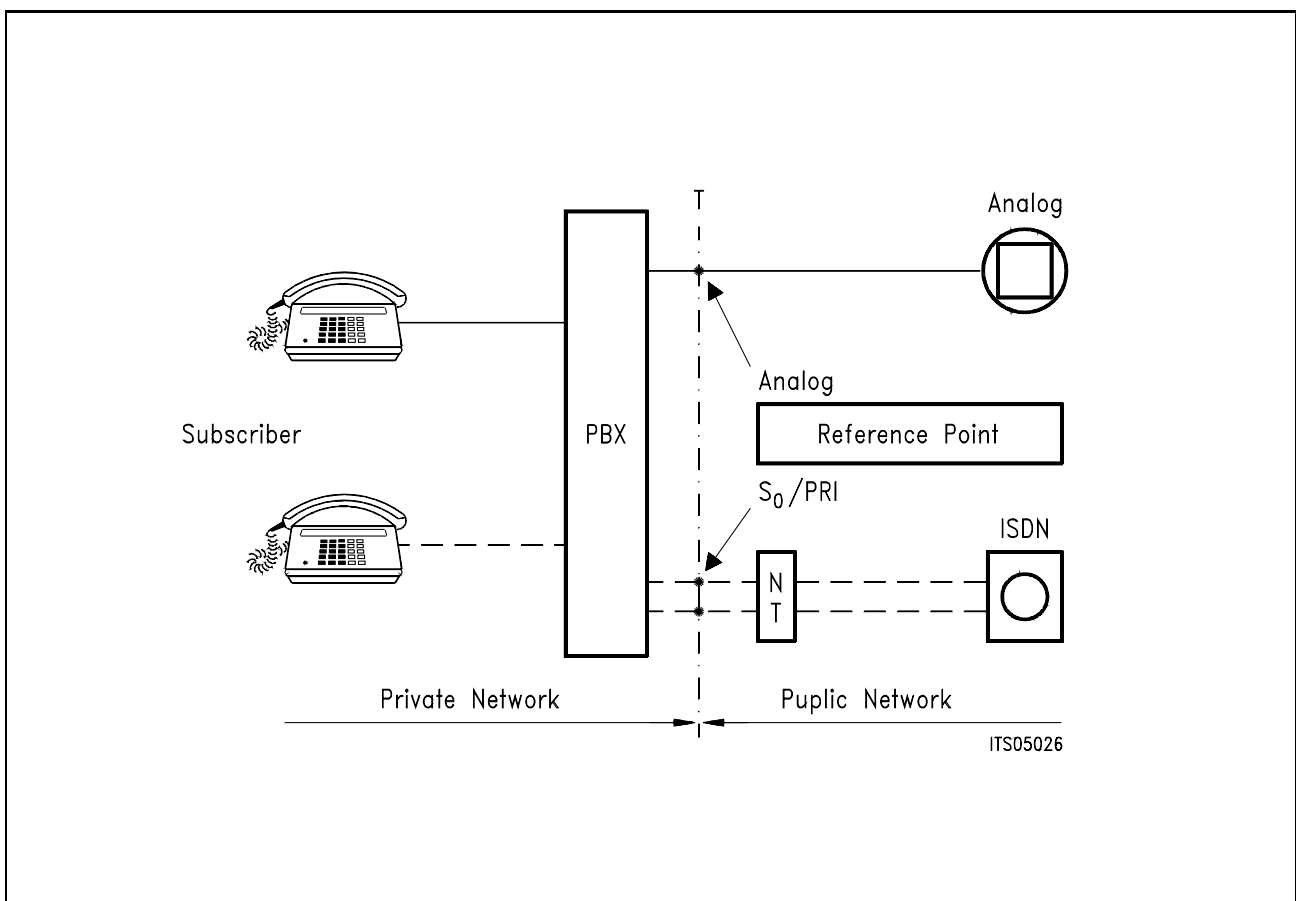 T
Analog
Analog
Subscriber
PBX
Reference Point
S0/PRI
ISDN
N
T
Private Network
Puplic Network
ITS05026